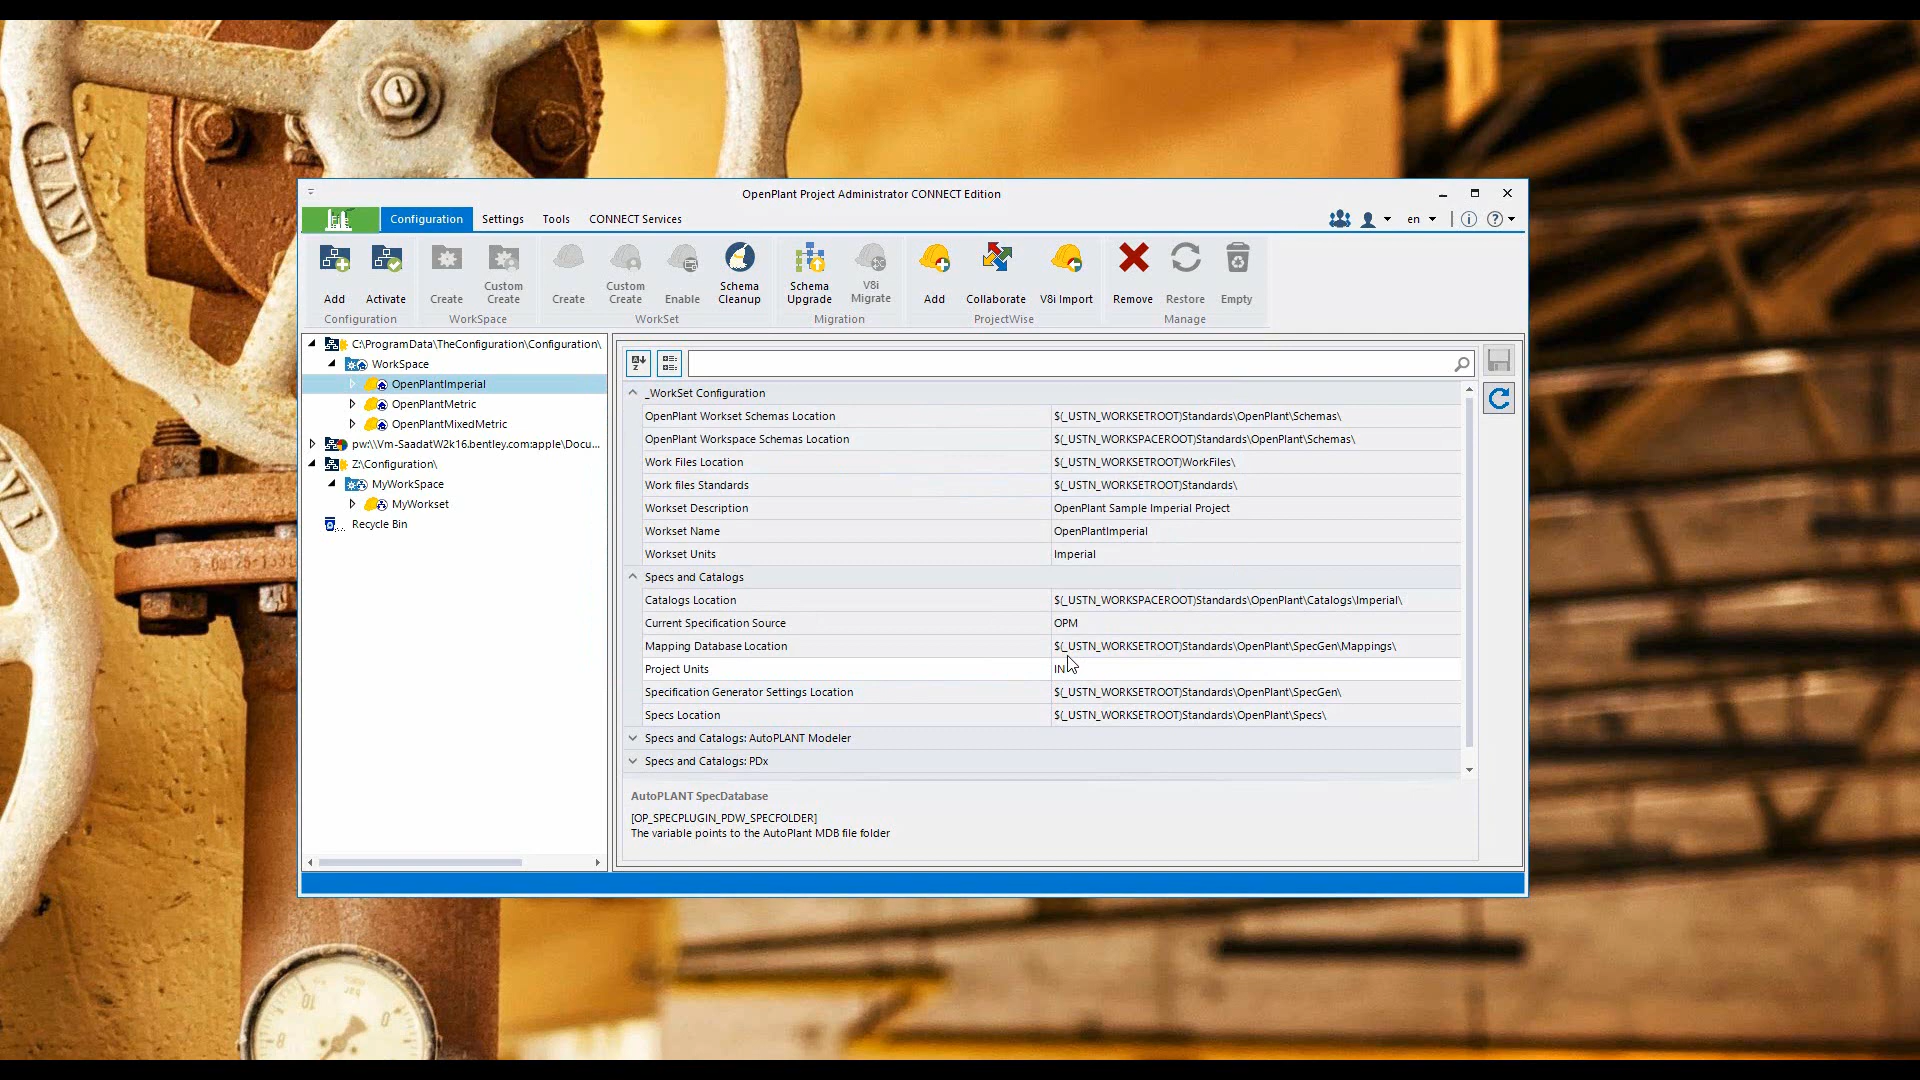 OpenPlant Project Administrator CONNECT Edition
File
Configuration
Settings
Tools
CONNECT Services
en
Add
Activate
Create
Custom Create
Create
Custom Create
Enable
Schema Cleanup
Schema Upgrade
V8i Migrate
Add
Collaborate
V8i Import
Remove
Restore
Empty
Configuration
WorkSpace
WorkSet
Migration
ProjectWise
Manage
C:\ProgramData\TheConfiguration\Configuration\
WorkSpace
OpenPlantImperial
OpenPlantMetric
OpenPlantMixedMetric
pw:\\Vm-SaadatW2k16.bentley.com:apple\Docu...
Z:\Configuration\
MyWorkSpace
MyWorkset
Recycle Bin
_WorkSet Configuration
OpenPlant Workset Schemas Location $(_USTN_WORKSETROOT)Standards\OpenPlant\Schemas\
OpenPlant Workspace Schemas Location $(_USTN_WORKSPACEROOT)Standards\OpenPlant\Schemas\
Work Files Location $(_USTN_WORKSETROOT)WorkFiles\
Work files Standards $(_USTN_WORKSETROOT)Standards\
Workset Description OpenPlant Sample Imperial Project
Workset Name OpenPlantImperial
Workset Units Imperial
Specs and Catalogs
Catalogs Location $(_USTN_WORKSPACEROOT)Standards\OpenPlant\Catalogs\Imperial\
Current Specification Source OPM
Mapping Database Location $(_USTN_WORKSETROOT)Standards\OpenPlant\SpecGen\Mappings\
Project Units IN
Specification Generator Settings Location $(_USTN_WORKSETROOT)Standards\OpenPlant\SpecGen\
Specs Location $(_USTN_WORKSETROOT)Standards\OpenPlant\Specs\
Specs and Catalogs: AutoPLANT Modeler
Specs and Catalogs: PDx
AutoPLANT SpecDatabase
[OP_SPECPLUGIN_PDW_SPECFOLDER]
The variable points to the AutoPlant MDB file folder